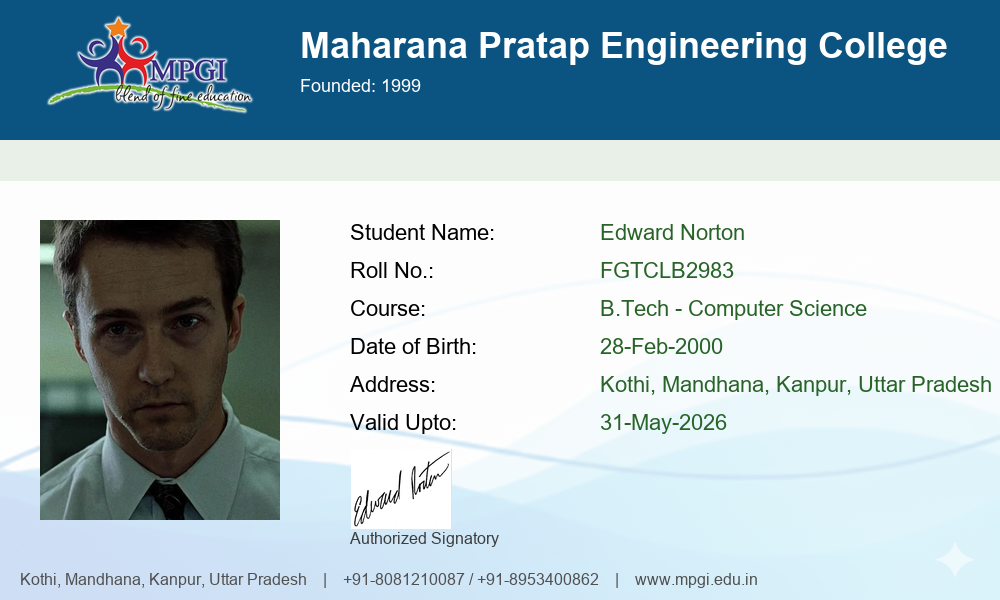 MPGI
blend of fine education
Maharana Pratap Engineering College
Founded: 1999
Student Name: Edward Norton
Roll No.: FGTCLB2983
Course: B.Tech - Computer Science
Date of Birth: 28-Feb-2000
Address: Kothi, Mandhana, Kanpur, Uttar Pradesh
Valid Upto: 31-May-2026
Edward Norton
Authorized Signatory
Kothi, Mandhana, Kanpur, Uttar Pradesh | +91-8081210087 / +91-8953400862 | www.mpgi.edu.in